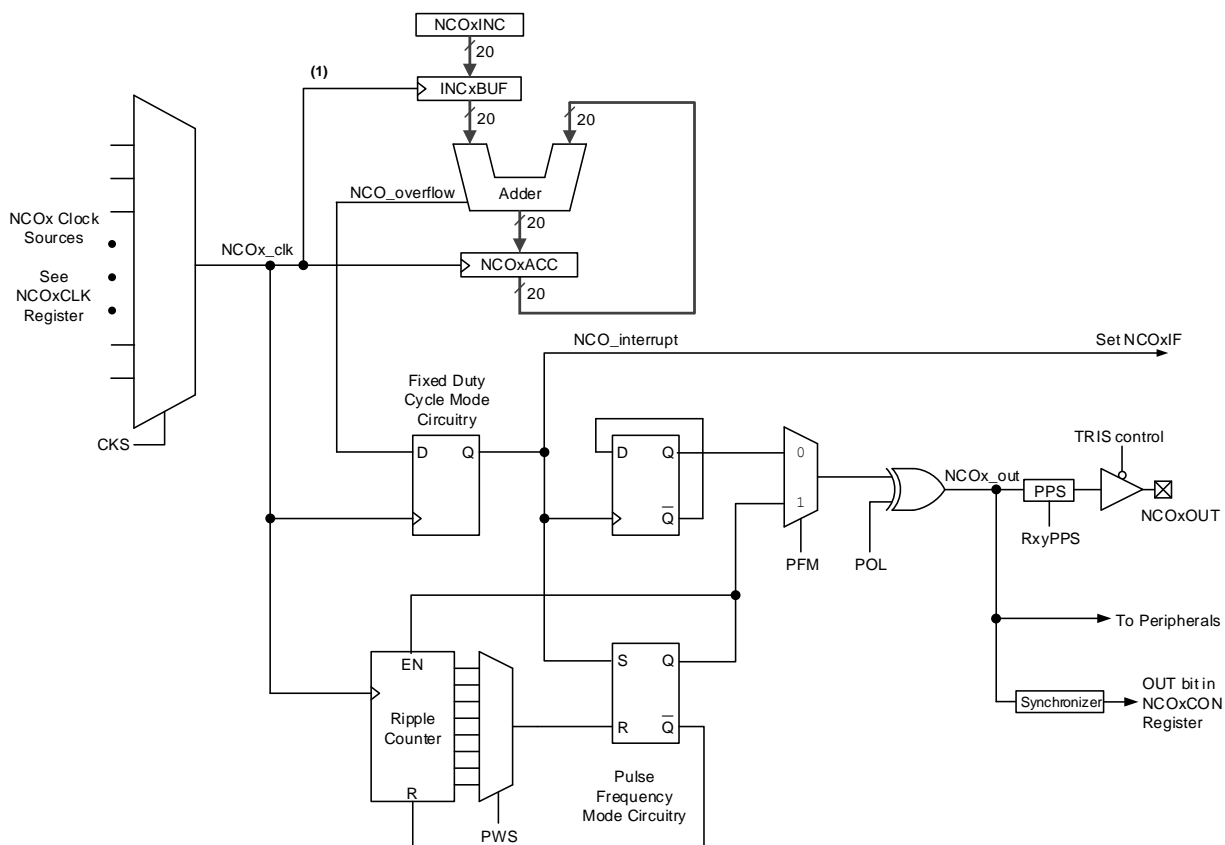 NCOxINC
20
(1)
INCxBUF
20
20
Adder
NCO_overflow
20
NCOx Clock
Sources
See
NCOxCLK
Register
NCOx_clk
NCOxACC
20
NCO_interrupt
Set NCOxIF
Fixed Duty
Cycle Mode
Circuitry
CKS
D
Q
D
Q
Q
0
1
PFM
POL
NCOx_out
PPS
RxyPPS
TRIS control
NCOxOUT
To Peripherals
EN
Ripple
Counter
R
PWS
S
Q
R
Q
Pulse
Frequency
Mode Circuitry
Synchronizer
OUT bit in
NCOxCON
Register